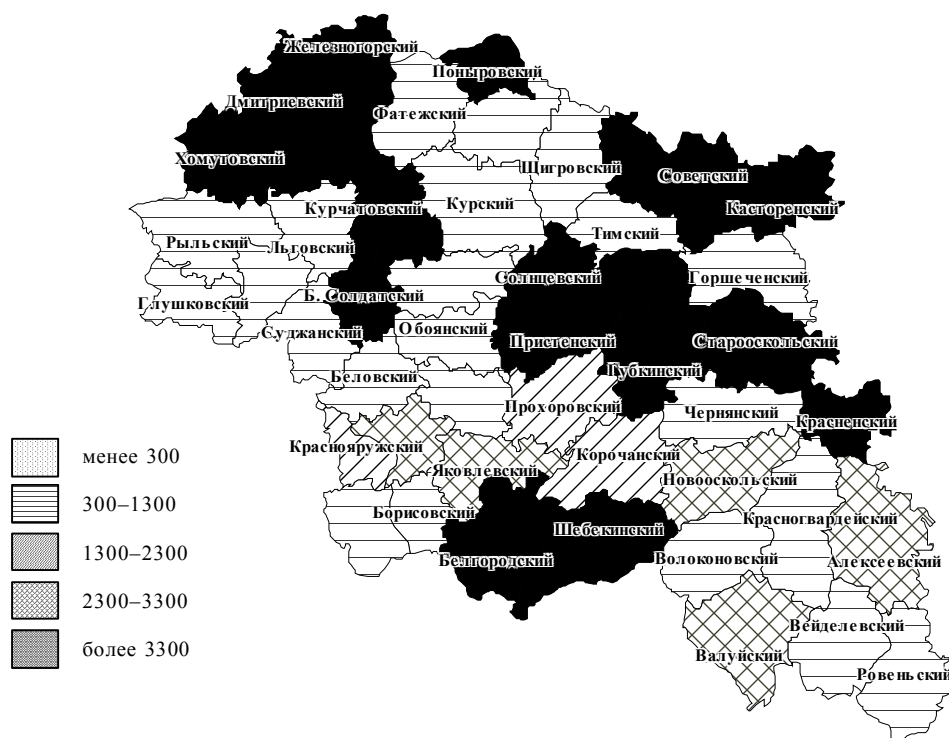 Железногорский
Поныровский
Дмитриевский
Фатежский
Хомутовский
Щигровский
Советский
Курчатовский
Курский
Касторенский
Рыльский
Льговский
Тимский
Солнцевский
Горшеченский
Глушковский
Б. Солдатский
Суджанский
Обоянский
Пристенский
Старооскольский
Беловский
Губкинский
Прохоровский
Чернянский
Красненский
Краснояружский
Корочанский
Яковлевский
Новооскольский
Борисовский
Красногвардейский
Шебекинский
Белгородский
Волоконовский
Алексеевский
Вейделевский
Валуйский
Ровеньский
менее 300
300–1300
1300–2300
2300–3300
более 3300